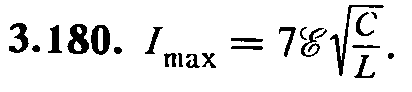 3.180. I_max = 7ℰ√(C/L).